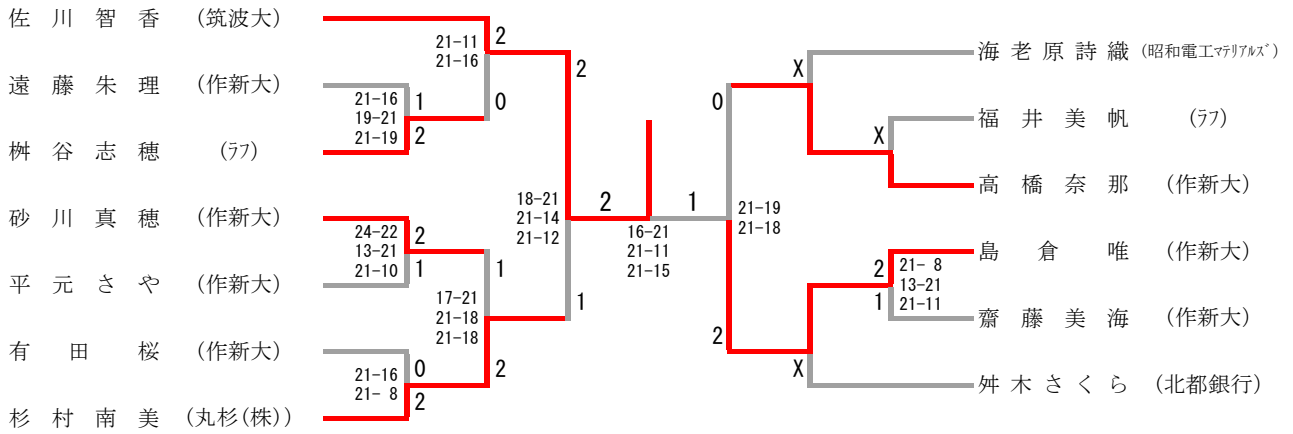 佐川智香 (筑波大)
遠藤朱理 (作新大)
桝谷志穂 (ﾗﾌ)
砂川真穂 (作新大)
平元さや (作新大)
有田桜 (作新大)
杉村南美 (丸杉(株))
21-11
21-16
2
0
21-16
19-21
21-19
1
2
24-22
13-21
21-10
2
1
17-21
21-18
21-18
1
2
21-16
21- 8
0
2
2
18-21
21-14
21-12
1
2
16-21
21-11
21-15
1
0
21-19
21-18
2
X
X
2
1
21- 8
13-21
21-11
X
海老原詩織 (昭和電工ﾏﾃﾘｱﾙｽﾞ)
福井美帆 (ﾗﾌ)
高橋奈那 (作新大)
島倉唯 (作新大)
齋藤美海 (作新大)
舛木さくら (北都銀行)